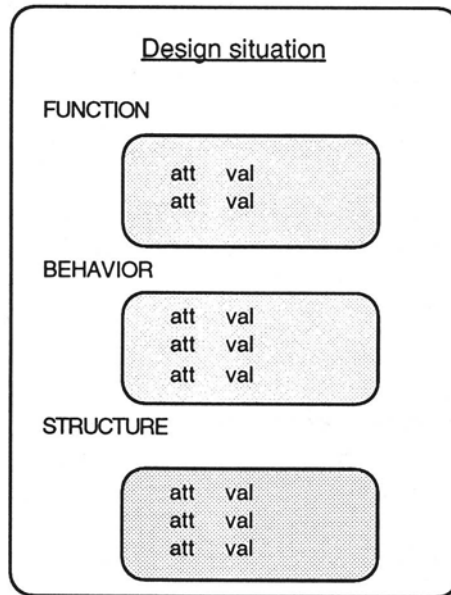 Design situation
FUNCTION
att val
att val
BEHAVIOR
att val
att val
att val
STRUCTURE
att val
att val
att val